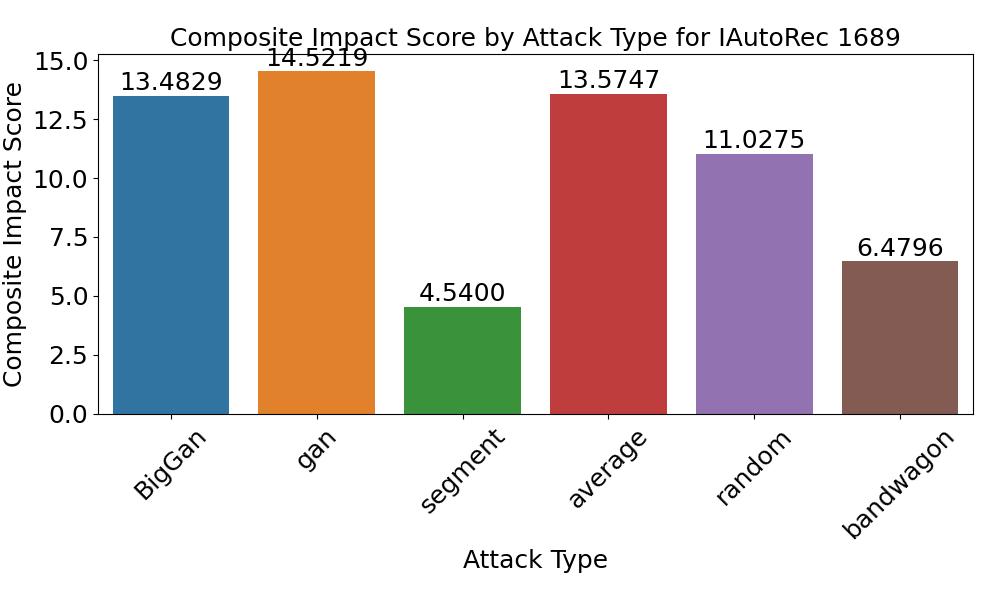 Composite Impact Score by Attack Type for IAutoRec 1689
Composite Impact Score
15.0
12.5
10.0
7.5
5.0
2.5
0.0
13.4829
14.5219
4.5400
13.5747
11.0275
6.4796
BigGan
gan
segment
average
random
bandwagon
Attack Type